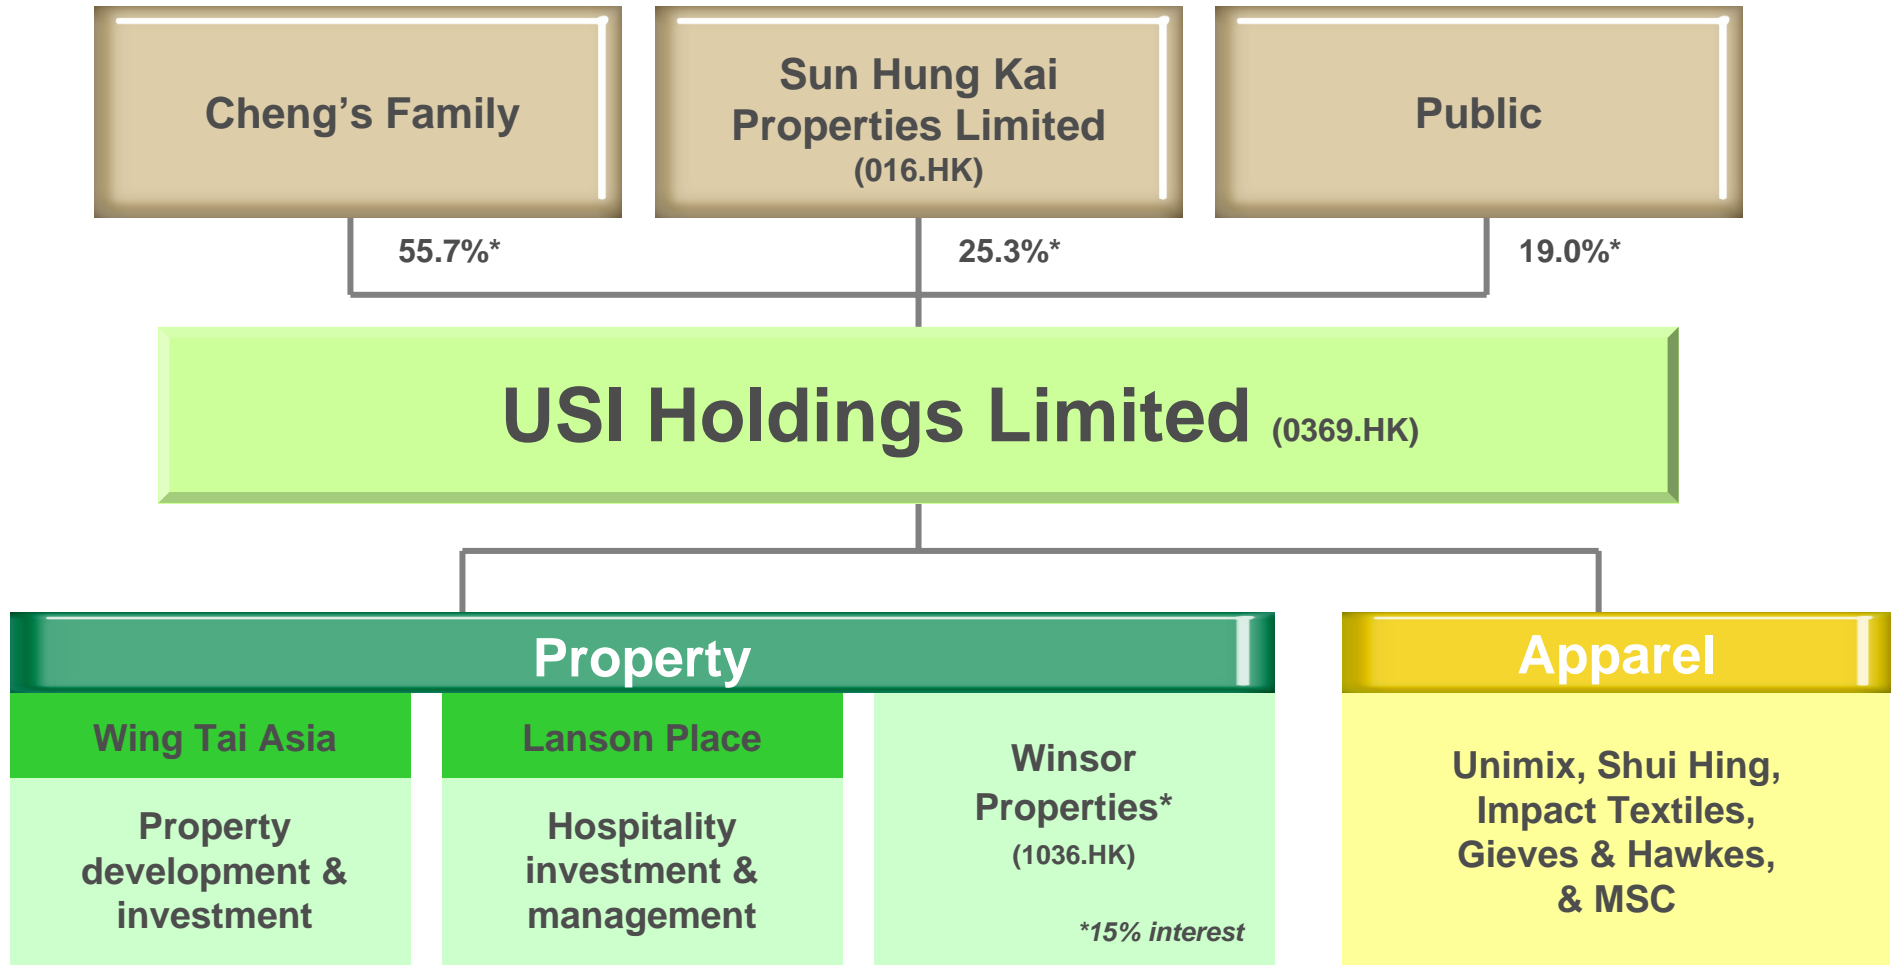 Cheng’s Family
Sun Hung Kai
Properties Limited
(016.HK)
Public
55.7%*
25.3%*
19.0%*
USI Holdings Limited (0369.HK)
Property
Apparel
Wing Tai Asia
Property
development &
investment
Lanson Place
Hospitality
investment &
management
Winsor
Properties*
(1036.HK)
*15% interest
Unimix, Shui Hing,
Impact Textiles,
Gieves & Hawkes,
& MSC